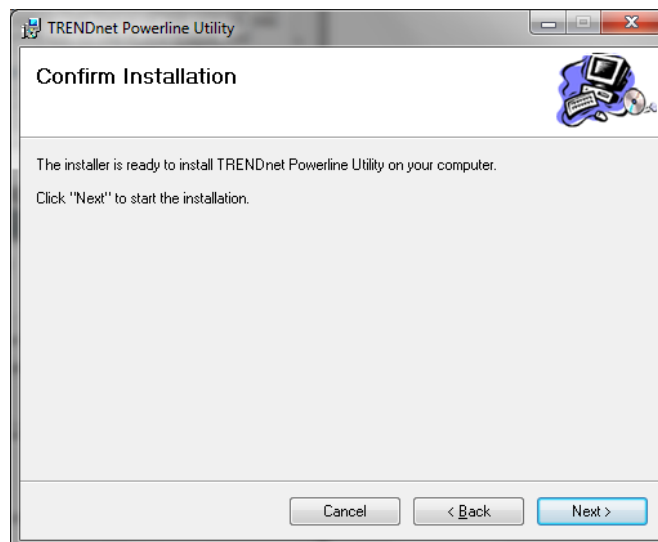 TRENDnet Powerline Utility
Confirm Installation
The installer is ready to install TRENDnet Powerline Utility on your computer.
Click "Next" to start the installation.
Cancel
< Back
Next >